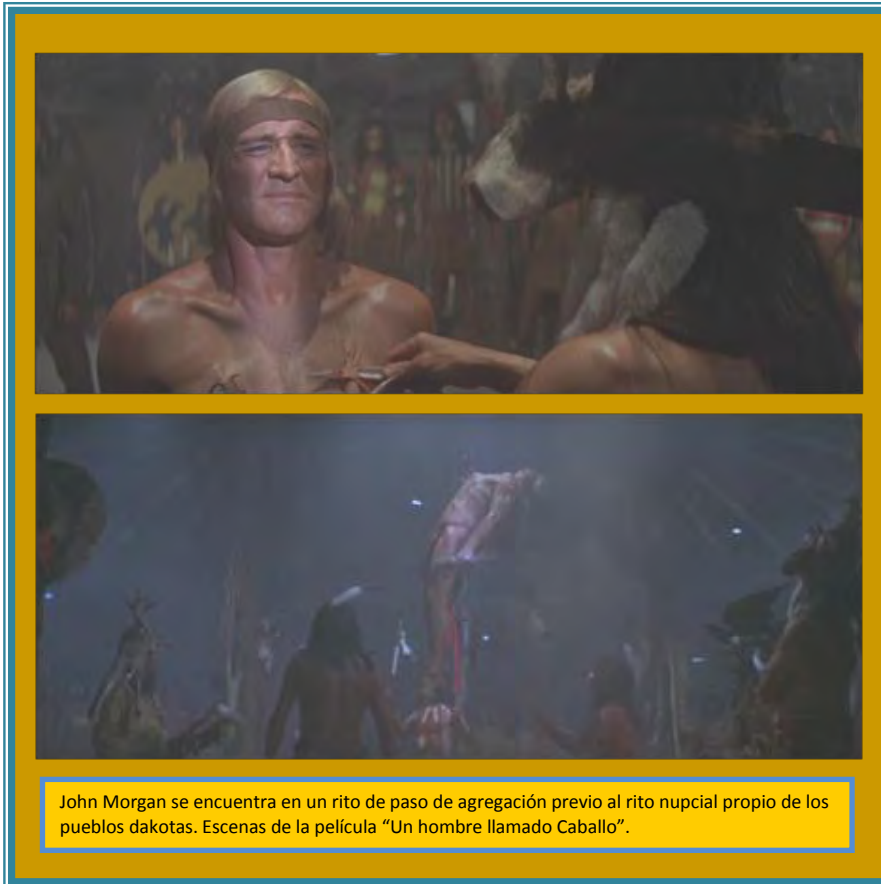 John Morgan se encuentra en un rito de paso de agregación previo al rito nupcial propio de los
pueblos dakotas. Escenas de la película “Un hombre llamado Caballo”.